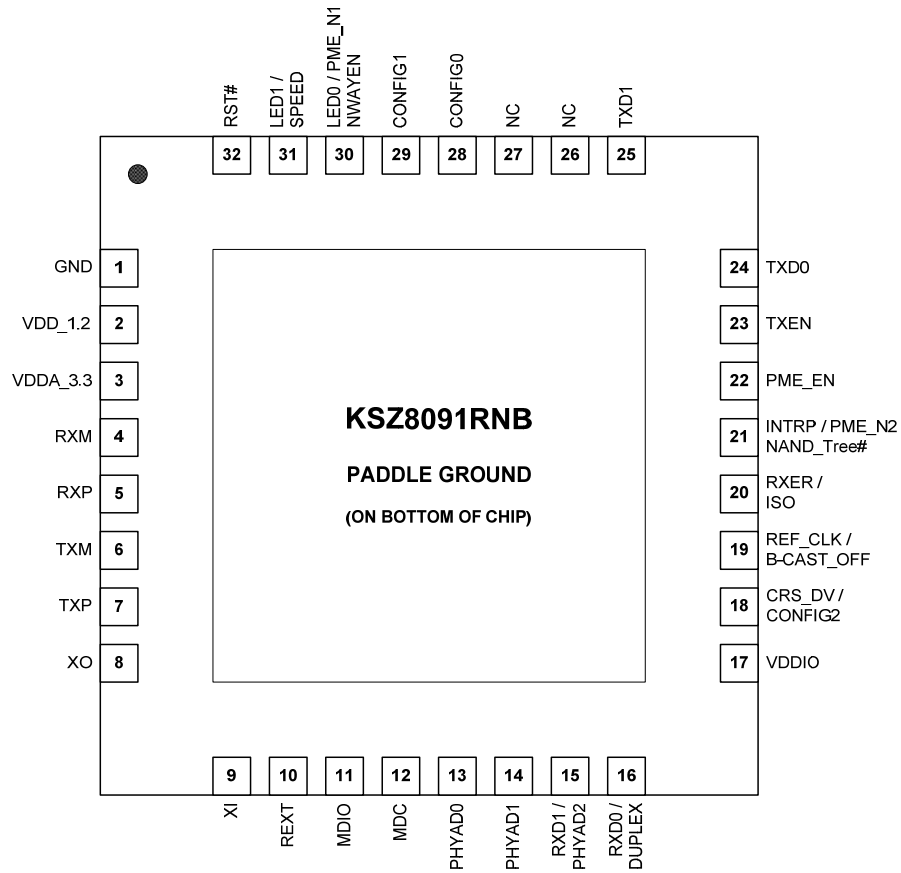 RST#
LED1 /
SPEED
LED0 / PME_N1
NWAYEN
CONFIG1
CONFIG0
NC
NC
TXD1
32
31
30
29
28
27
26
25
GND 1
VDD_1.2 2
VDDA_3.3 3
RXM 4
RXP 5
TXM 6
TXP 7
XO 8
KSZ8091RNB
PADDLE GROUND
(ON BOTTOM OF CHIP)
24 TXD0
23 TXEN
22 PME_EN
21 INTRP / PME_N2
NAND_Tree#
20 RXER /
ISO
19 REF_CLK /
B-CAST_OFF
18 CRS_DV /
CONFIG2
17 VDDIO
9
10
11
12
13
14
15
16
XI
REXT
MDIO
MDC
PHYAD0
PHYAD1
RXD1 /
PHYAD2
RXD0 /
DUPLEX